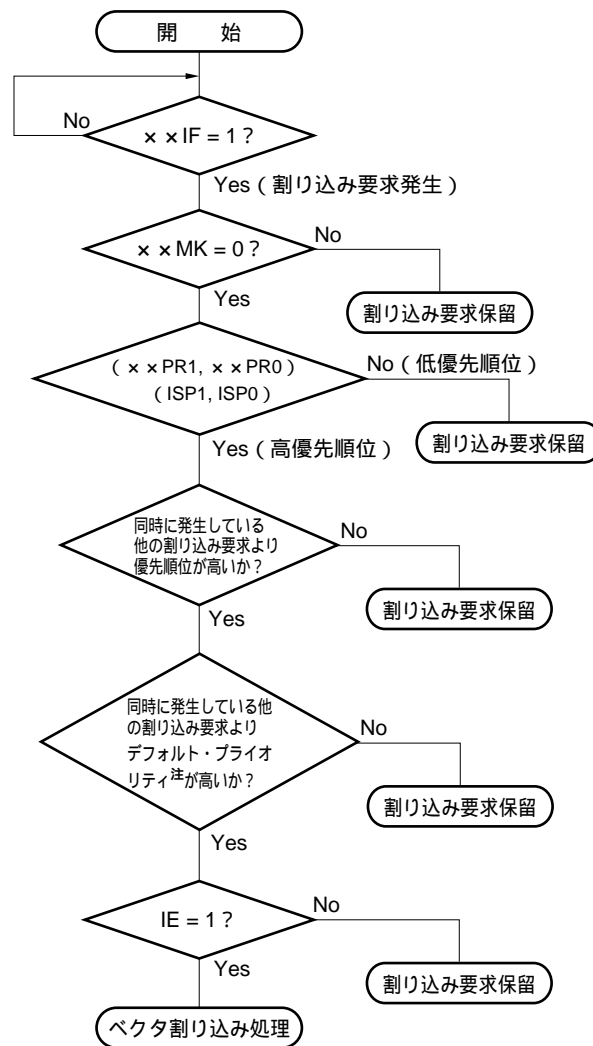 開 始
No
××IF = 1？
Yes（割り込み要求発生）
××MK = 0？
No
Yes
割り込み要求保留
（××PR1, ××PR0）
（ISP1, ISP0）
No（低優先順位）
Yes（高優先順位）
割り込み要求保留
同時に発生している
他の割り込み要求より
優先順位が高いか？
No
Yes
割り込み要求保留
同時に発生している他
の割り込み要求より
デフォルト・プライオ
リティ注が高いか？
No
Yes
割り込み要求保留
IE = 1？
No
Yes
割り込み要求保留
ベクタ割り込み処理